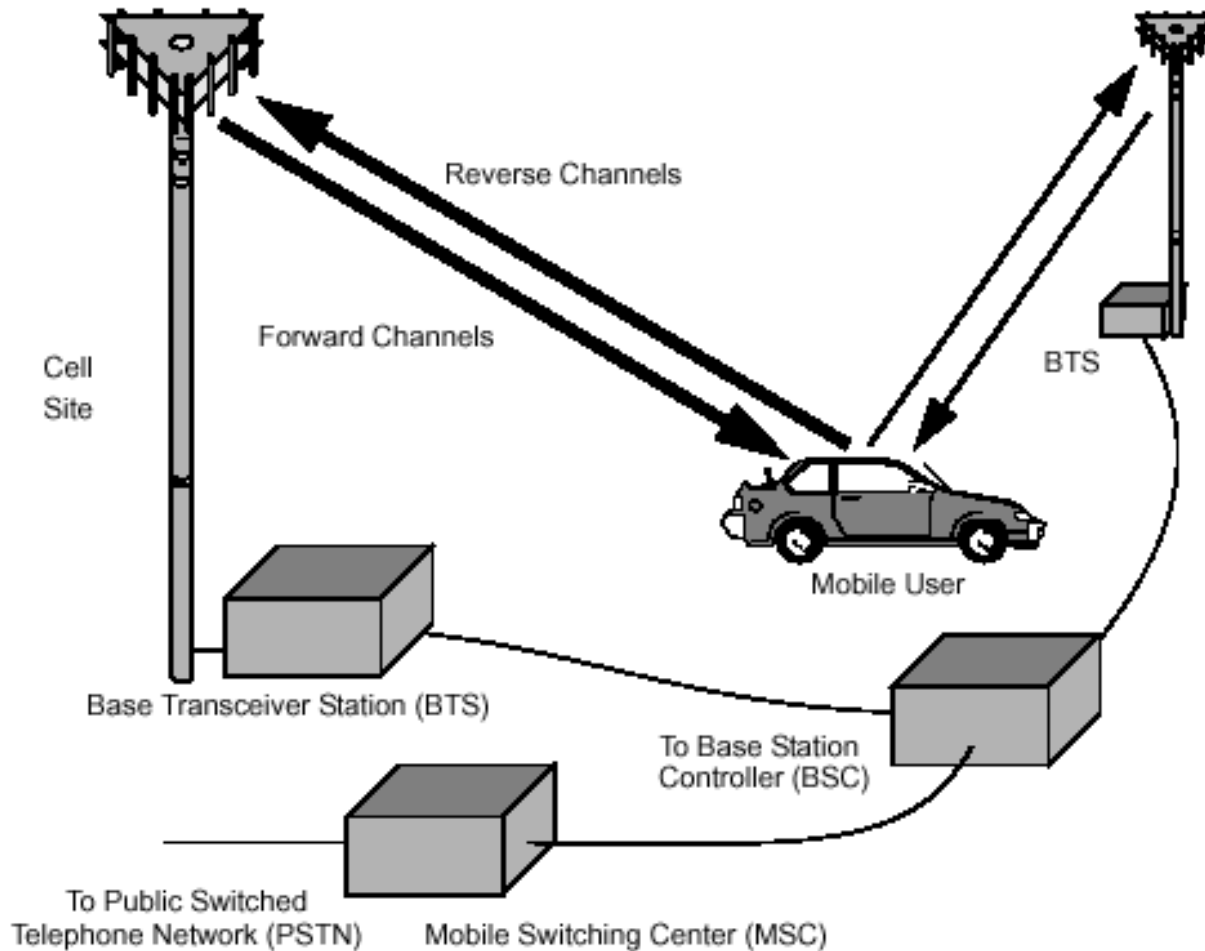 Reverse Channels
Forward Channels
Cell
Site
BTS
Mobile User
Base Transceiver Station (BTS)
To Base Station
Controller (BSC)
To Public Switched
Telephone Network (PSTN)
Mobile Switching Center (MSC)